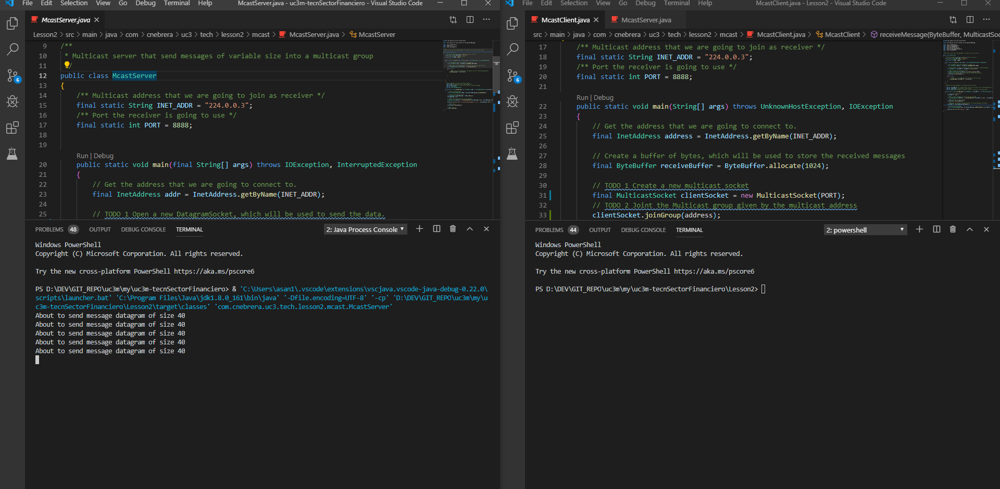 File Edit Selection View Go Debug Terminal Help McastServer.java - uc3m-tecnSectorFinanciero - Visual Studio Code
McastServer.java
Lesson2 > src > main > java > com > cnebrera > uc3 > tech > lesson2 > mcast > McastServer.java > McastServer
9 /**
10 * Multicast server that send messages of variable size into a multicast group
11 /
12 public class McastServer
13 {
14 /** Multicast address that we are going to join as receiver */
15 final static String INET_ADDR = "224.0.0.3";
16 /** Port the receiver is going to use */
17 final static int PORT = 8888;
18
19
Run | Debug
20 public static void main(final String[] args) throws IOException, InterruptedException
21 {
22 // Get the address that we are going to connect to.
23 final InetAddress addr = InetAddress.getByName(INET_ADDR);
24
25 // TODO 1 Open a new DatagramSocket, which will be used to send the data.
6
PROBLEMS 48 OUTPUT DEBUG CONSOLE TERMINAL 2: Java Process Console
Windows PowerShell
Copyright (C) Microsoft Corporation. All rights reserved.
Try the new cross-platform PowerShell https://aka.ms/pscore6
PS D:\DEV\GIT_REPO\uc3m\my\uc3m-tecnSectorFinanciero> & 'C:\Users\asan1\.vscode\extensions\vscjava.vscode-java-debug-0.22.0\
scripts\launcher.bat' 'C:\Program Files\Java\jdk1.8.0_161\bin\java' '-Dfile.encoding=UTF-8' '-cp' 'D:\DEV\GIT_REPO\uc3m\my\u
c3m-tecnSectorFinanciero\Lesson2\target\classes' 'com.cnebrera.uc3.tech.lesson2.mcast.McastServer'
About to send message datagram of size 40
About to send message datagram of size 40
About to send message datagram of size 40
About to send message datagram of size 40
About to send message datagram of size 40
File Edit Selection View Go Debug Terminal Help McastClient.java - Lesson2 - Visual Studio Code
McastClient.java McastServer.java
src > main > java > com > cnebrera > uc3 > tech > lesson2 > mcast > McastClient.java > McastClient > receiveMessage(ByteBuffer, MulticastSoc
17 /** Multicast address that we are going to join as receiver */
18 final static String INET_ADDR = "224.0.0.3";
19 /** Port the receiver is going to use */
20 final static int PORT = 8888;
21
Run | Debug
22 public static void main(String[] args) throws UnknownHostException, IOException
23 {
24 // Get the address that we are going to connect to.
25 final InetAddress address = InetAddress.getByName(INET_ADDR);
26
27 // Create a buffer of bytes, which will be used to store the received messages
28 final ByteBuffer receiveBuffer = ByteBuffer.allocate(1024);
29
30 // TODO 1 Create a new multicast socket
31 final MulticastSocket clientSocket = new MulticastSocket(PORT);
32 // TODO 2 Joint the Multicast group given by the multicast address
33 clientSocket.joinGroup(address);
6
PROBLEMS 44 OUTPUT DEBUG CONSOLE TERMINAL 2: powershell
Windows PowerShell
Copyright (C) Microsoft Corporation. All rights reserved.
Try the new cross-platform PowerShell https://aka.ms/pscore6
PS D:\DEV\GIT_REPO\uc3m\my\uc3m-tecnSectorFinanciero\Lesson2>